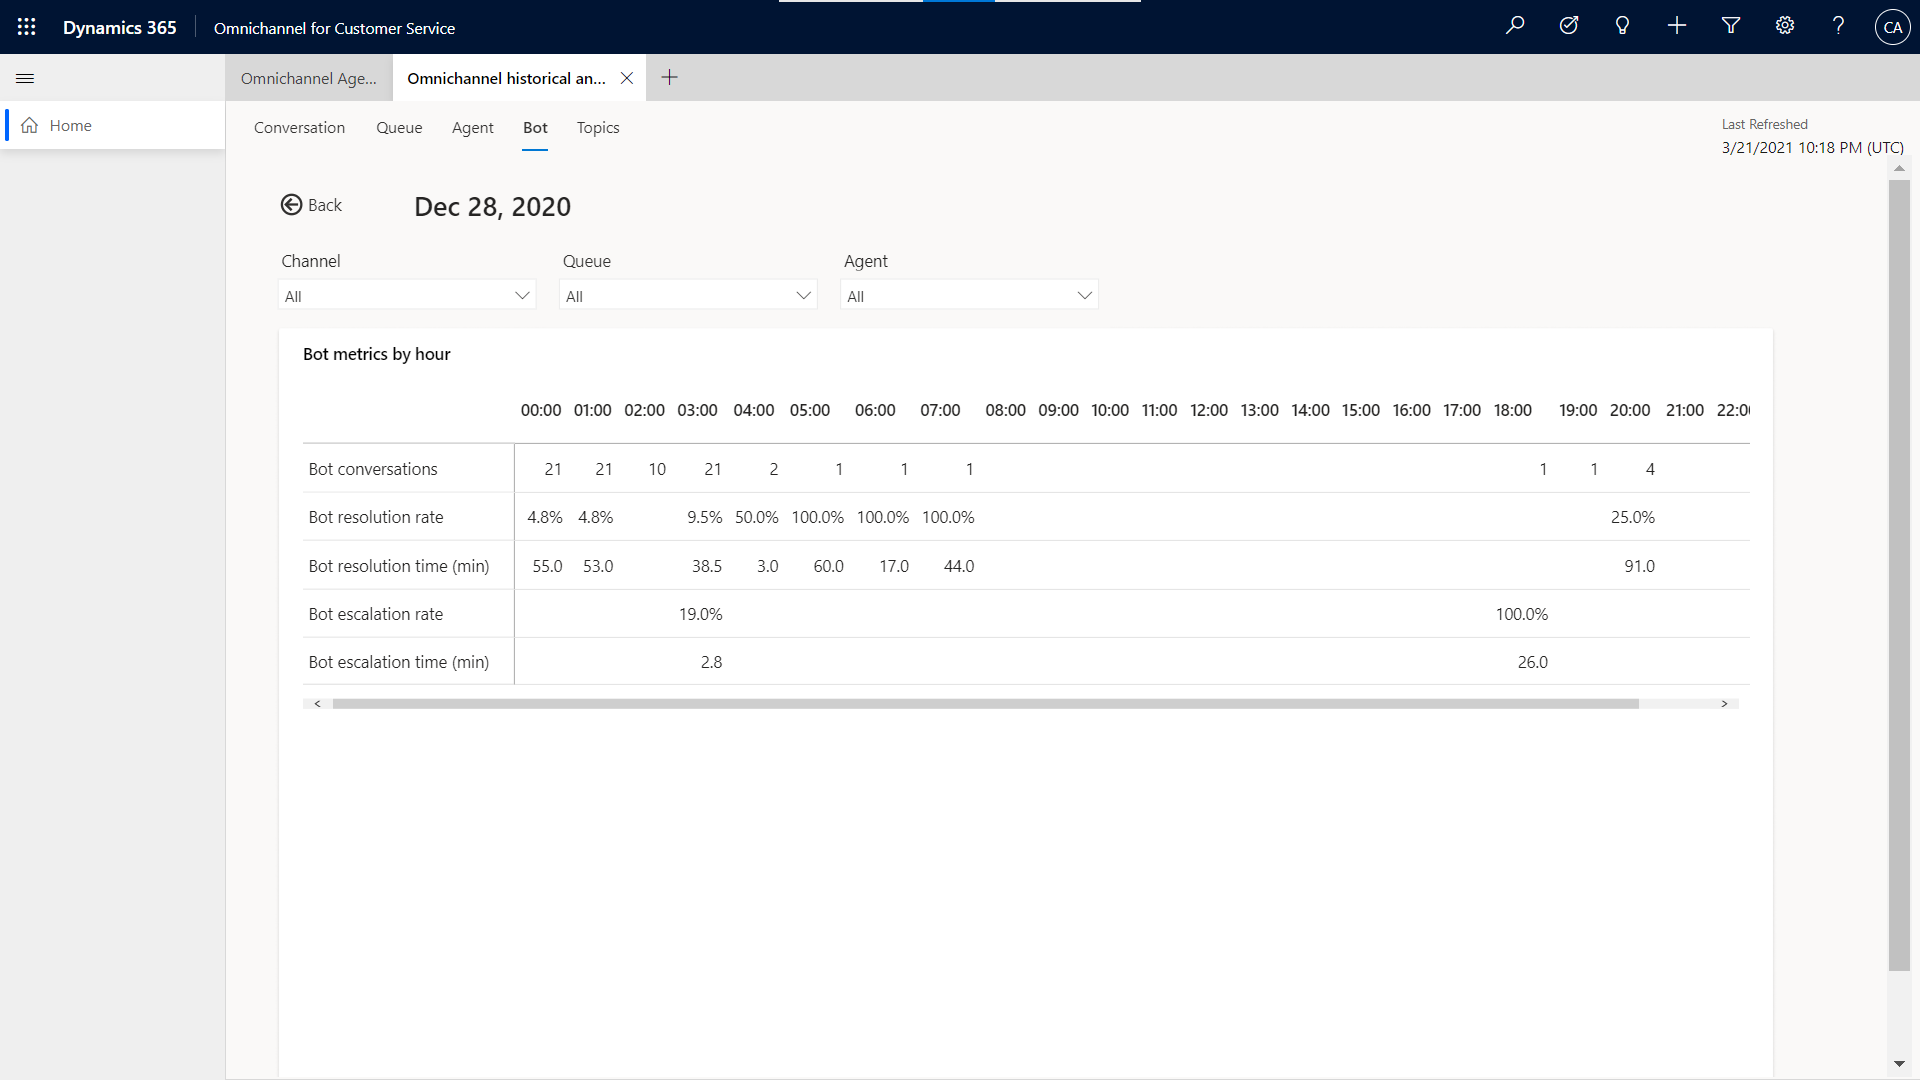 Dynamics 365 Omnichannel for Customer Service CA
Omnichannel Age... Omnichannel historical an...
Home
Conversation Queue Agent Bot Topics
Last Refreshed
3/21/2021 10:18 PM (UTC)
Back Dec 28, 2020
Channel Queue Agent
All All All
Bot metrics by hour
00:00 01:00 02:00 03:00 04:00 05:00 06:00 07:00 08:00 09:00 10:00 11:00 12:00 13:00 14:00 15:00 16:00 17:00 18:00 19:00 20:00 21:00 22:00
Bot conversations 21 21 10 21 2 1 1 1 1 1 4
Bot resolution rate 4.8% 4.8% 9.5% 50.0% 100.0% 100.0% 100.0% 25.0%
Bot resolution time (min) 55.0 53.0 38.5 3.0 60.0 17.0 44.0 91.0
Bot escalation rate 19.0% 100.0%
Bot escalation time (min) 2.8 26.0